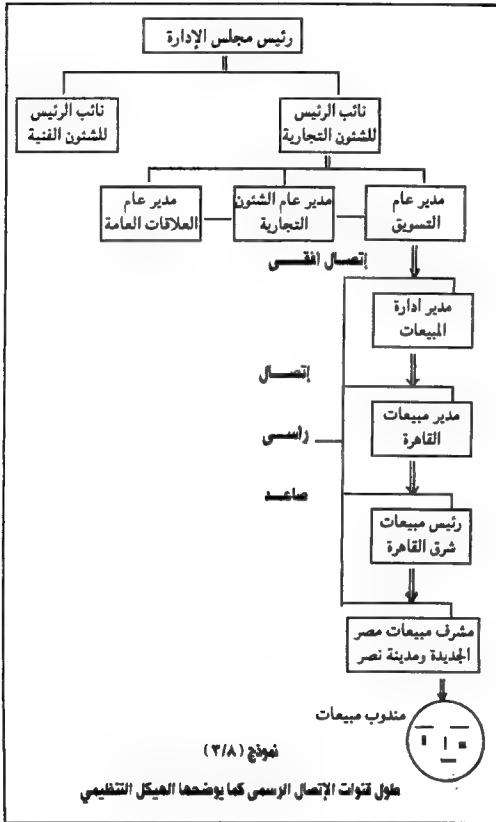 رئيس مجلس الإدارة
نائب الرئيس
للشئون التجارية
نائب الرئيس
للشئون الفنية
مدير عام
التسويق
مدير عام الشئون
التجارية
مدير عام
العلاقات العامة
إتصال افقى
مدير ادارة
المبيعات
إتصال
مدير مبيعات
القاهرة
راسى
صاعد
رئيس مبيعات
شرق القاهرة
مشرف مبيعات مصر
الجديدة ومدينة نصر
مندوب مبيعات
نموذج (٣/٨)
طول قنوات الإتصال الرسمى كما يوضحها الهيكل التنظيمي